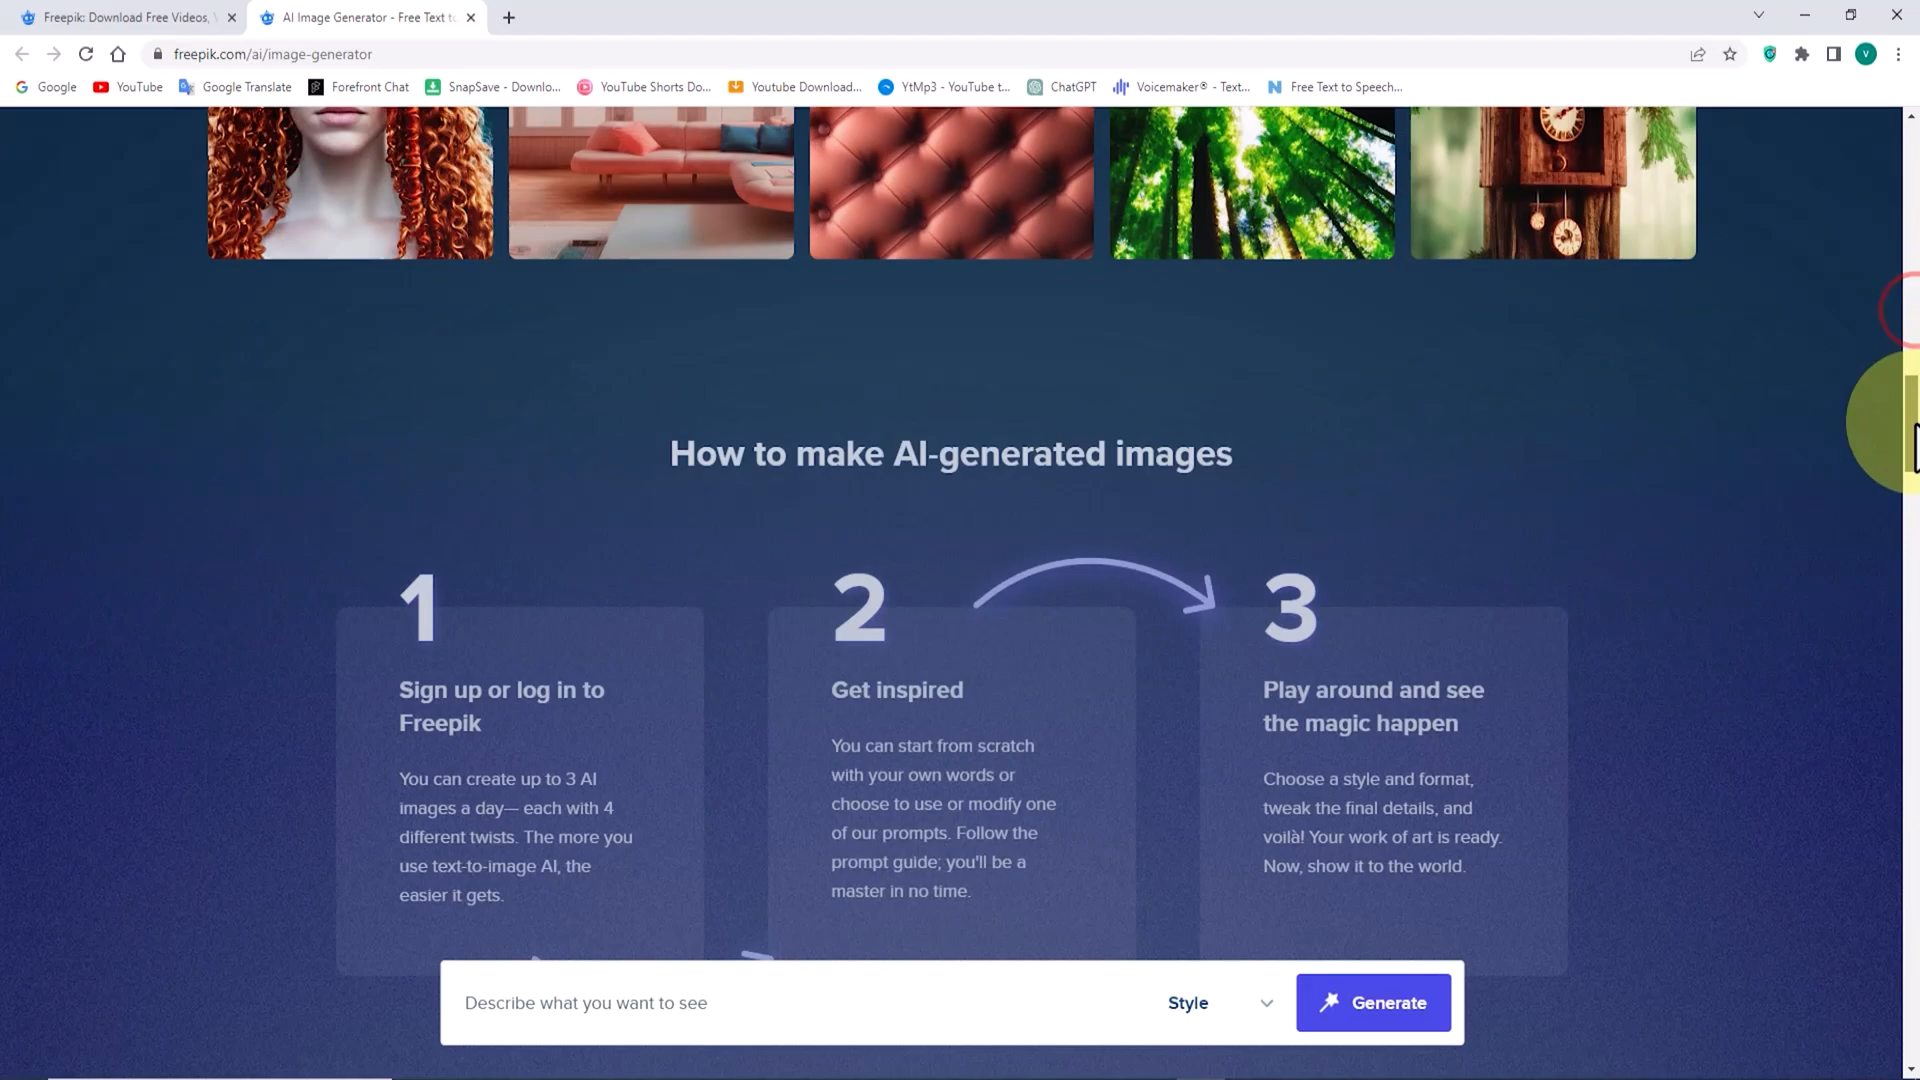 Freepik: Download Free Videos,
AI Image Generator - Free Text to
freepik.com/ai/image-generator
V
Google
YouTube
Google Translate
Forefront Chat
SnapSave - Downlo...
YouTube Shorts Do...
Youtube Download...
YtMp3 - YouTube t...
ChatGPT
Voicemaker® - Text...
Free Text to Speech...
How to make AI-generated images
1
Sign up or log in to
Freepik
You can create up to 3 AI
images a day— each with 4
different twists. The more you
use text-to-image AI, the
easier it gets.
2
Get inspired
You can start from scratch
with your own words or
choose to use or modify one
of our prompts. Follow the
prompt guide; you'll be a
master in no time.
3
Play around and see
the magic happen
Choose a style and format,
tweak the final details, and
voilà! Your work of art is ready.
Now, show it to the world.
Describe what you want to see
Style
Generate